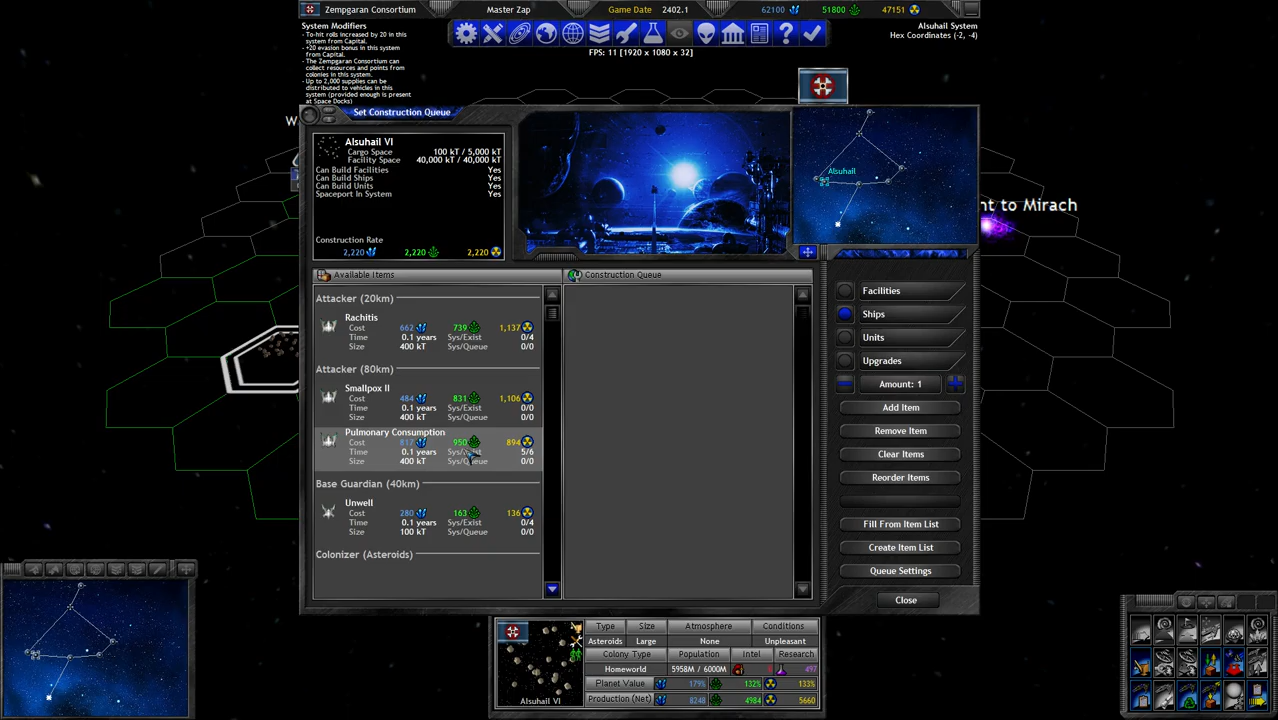 Zempgaran Consortium
Master Zap
Game Date 2402.1
62100
51800
47151
System Modifiers
- To-hit rolls increased by 20 in this
system from Capital.
- +20 evasion bonus in this system
from Capital.
- The Zempgaran Consortium can
collect resources and points from
colonies in this system.
- Up to 2,000 supplies can be
distributed to vehicles in this
system (provided enough is present
at Space Docks)
Alsuhail System
Hex Coordinates (-2, -4)
FPS: 11 [1920 x 1080 x 32]
W
nt to Mirach
Set Construction Queue
Alsuhail VI
Cargo Space 100 kT / 5,000 kT
Facility Space 40,000 kT / 40,000 kT
Can Build Facilities Yes
Can Build Ships Yes
Can Build Units Yes
Spaceport In System Yes
Construction Rate
2,220 2,220 2,220
Alsuhail
Available Items
Construction Queue
Attacker (20km)
Rachitis
Cost 662 739 1,137
Time 0.1 years Sys/Exist 0/4
Size 400 kT Sys/Queue 0/0
Attacker (80km)
Smallpox II
Cost 484 831 1,106
Time 0.1 years Sys/Exist 0/0
Size 400 kT Sys/Queue 0/0
Pulmonary Consumption
Cost 817 950 894
Time 0.1 years Sys/Exist 5/6
Size 400 kT Sys/Queue 0/0
Base Guardian (40km)
Unwell
Cost 280 163 136
Time 0.1 years Sys/Exist 0/4
Size 100 kT Sys/Queue 0/0
Colonizer (Asteroids)
Facilities
Ships
Units
Upgrades
Amount: 1
Add Item
Remove Item
Clear Items
Reorder Items
Fill From Item List
Create Item List
Queue Settings
Close
Type Size Atmosphere Conditions
Asteroids Large None Unpleasant
Colony Type Population Intel Research
Homeworld 5958M / 6000M 497
Planet Value 179% 132% 133%
Production (Net) 8248 4984 5660
Alsuhail VI